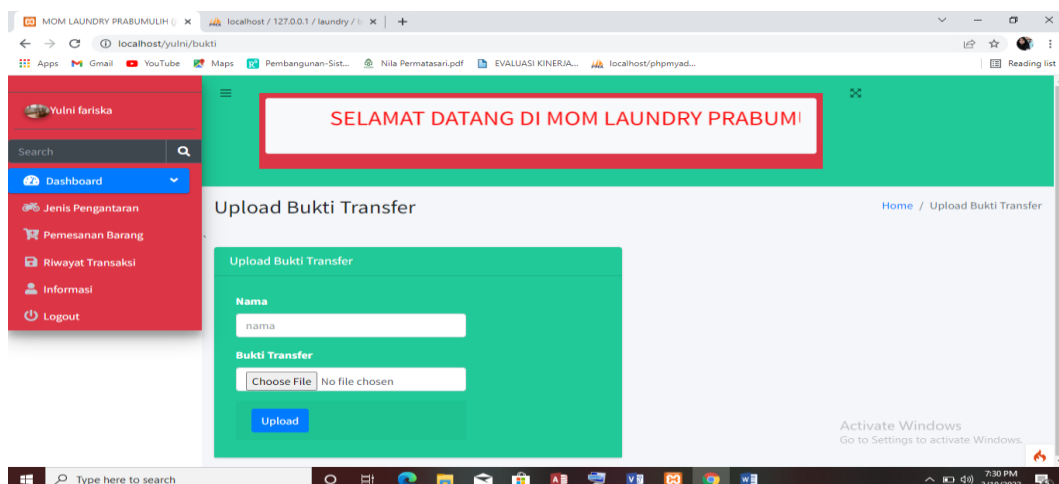 MOM LAUNDRY PRABUMULIH (
localhost / 127.0.0.1 / laundry /
localhost/yulni/bukti
Apps Gmail YouTube Maps Pembangunan-Sist... Nila Permatasari.pdf EVALUASI KINERJA... localhost/phpmyad... Reading list
Yulni fariska
SELAMAT DATANG DI MOM LAUNDRY PRABUM
Search
Dashboard
Jenis Pengantaran
Pemesanan Barang
Riwayat Transaksi
Informasi
Logout
Upload Bukti Transfer
Home / Upload Bukti Transfer
Upload Bukti Transfer
Nama
nama
Bukti Transfer
Choose File No file chosen
Upload
Activate Windows
Go to Settings to activate Windows.
Type here to search
7:30 PM